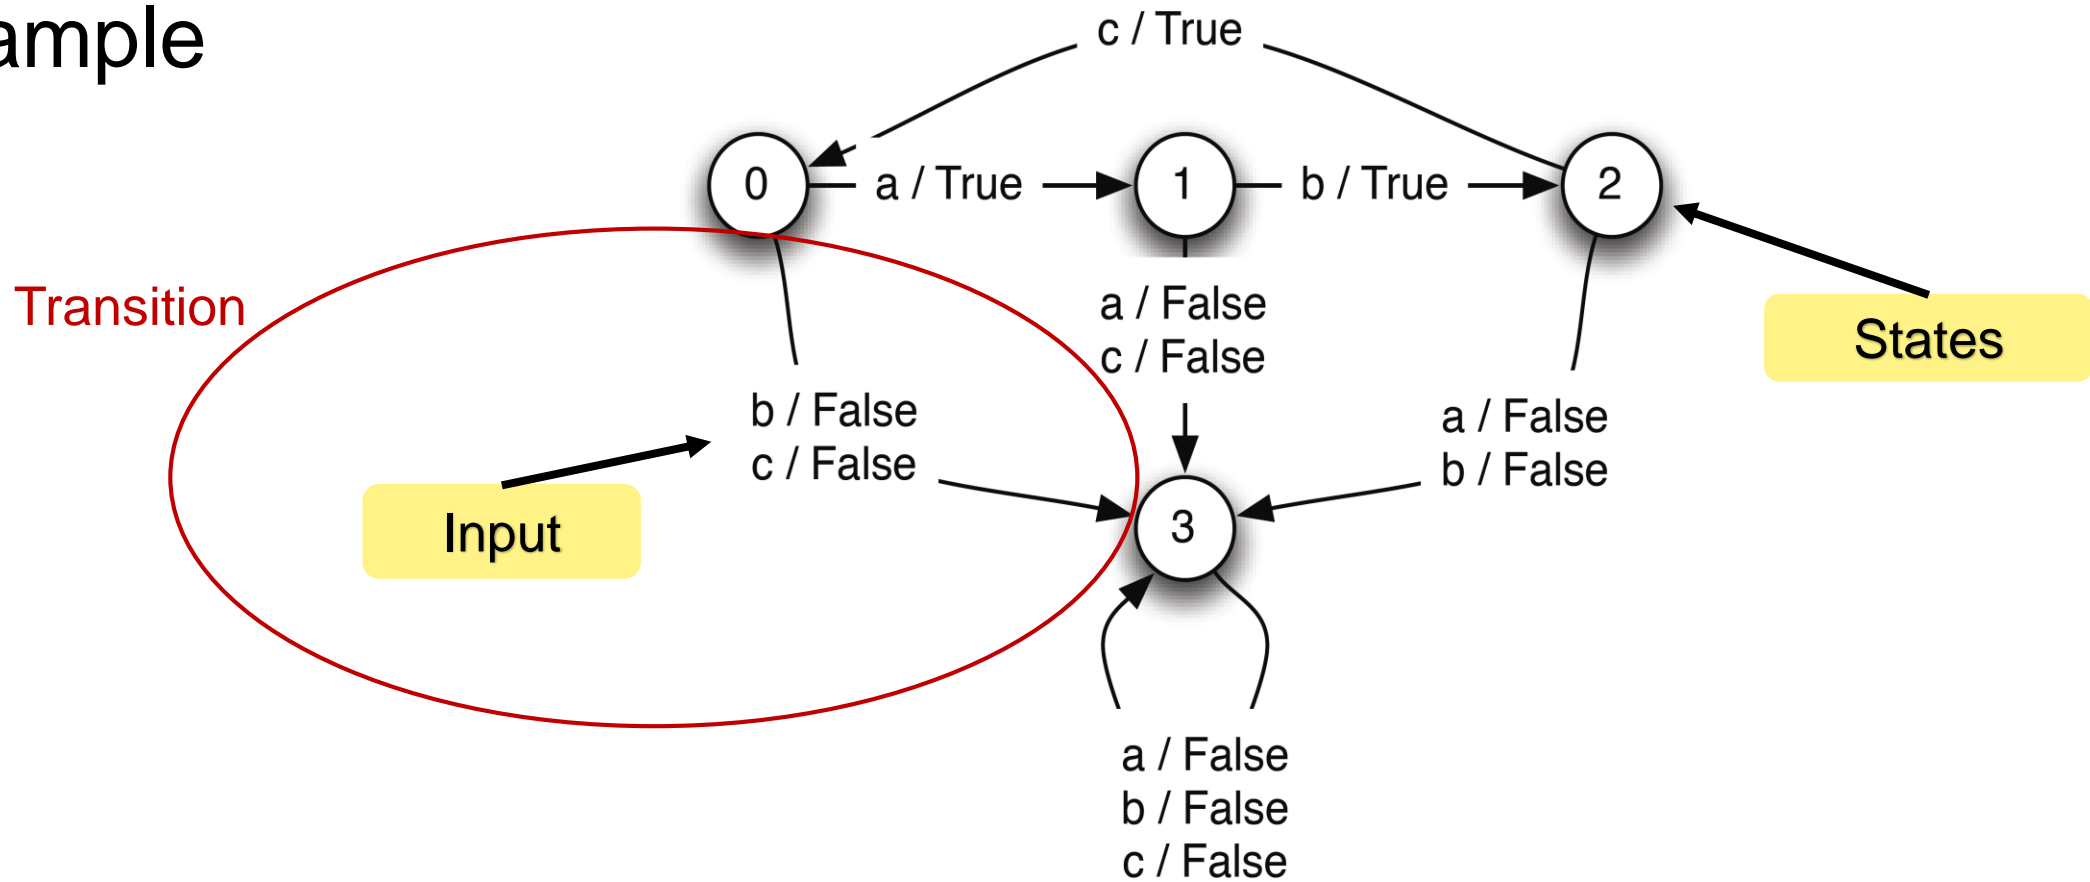 ample
c / True
0
a / True
1
b / True
2
Transition
a / False
c / False
States
b / False
c / False
a / False
b / False
Input
3
a / False
b / False
c / False